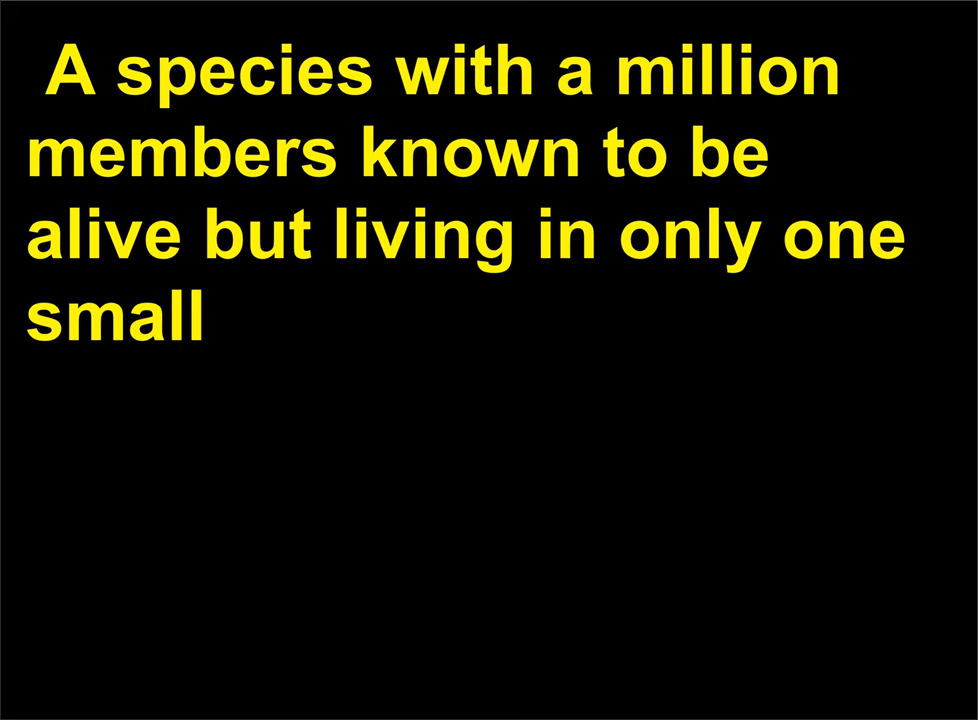 A species with a million
members known to be
alive but living in only one
small